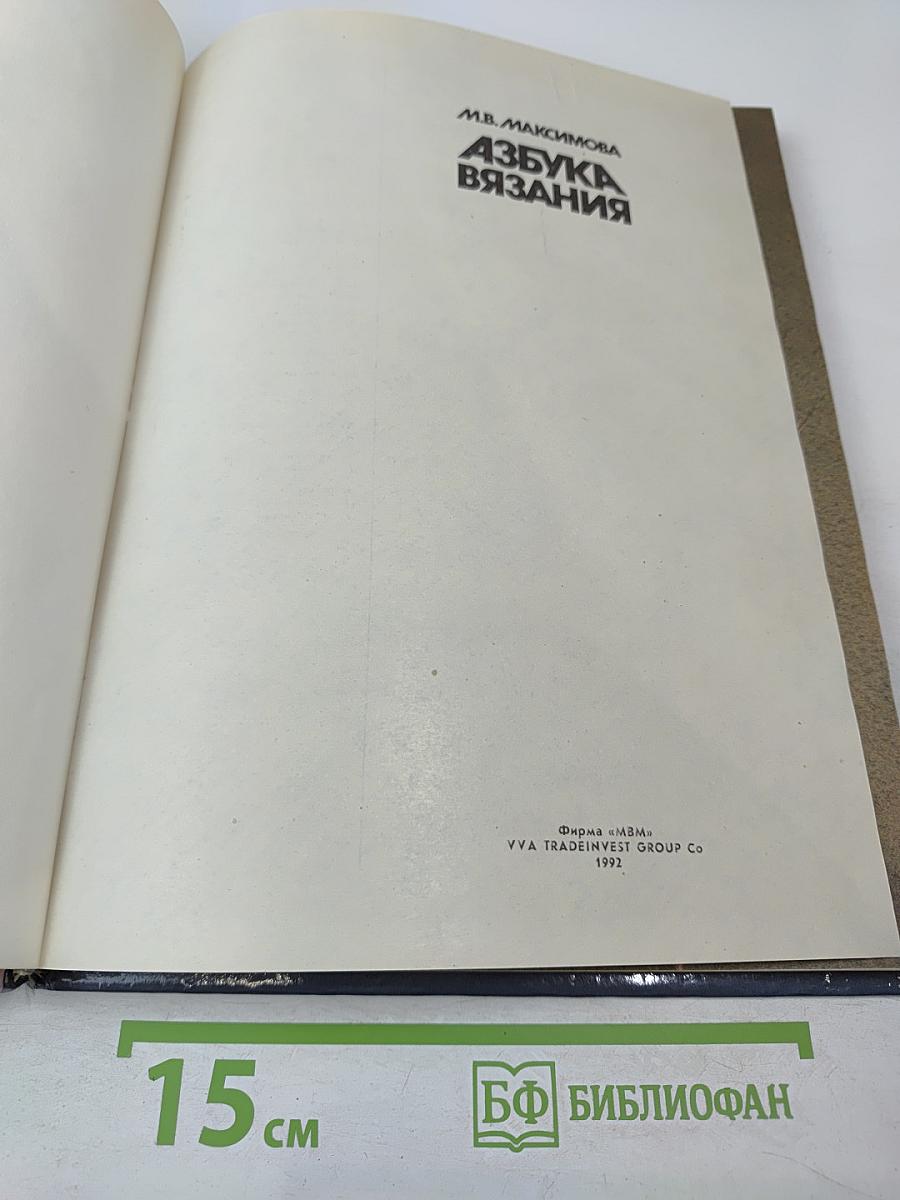 М.В. МАКСИМОВА
АЗБУКА
ВЯЗАНИЯ
Фирма «МВМ»
VVA TRADEINVEST GROUP Co
1992
15 см
БФ БИБЛИОФАН